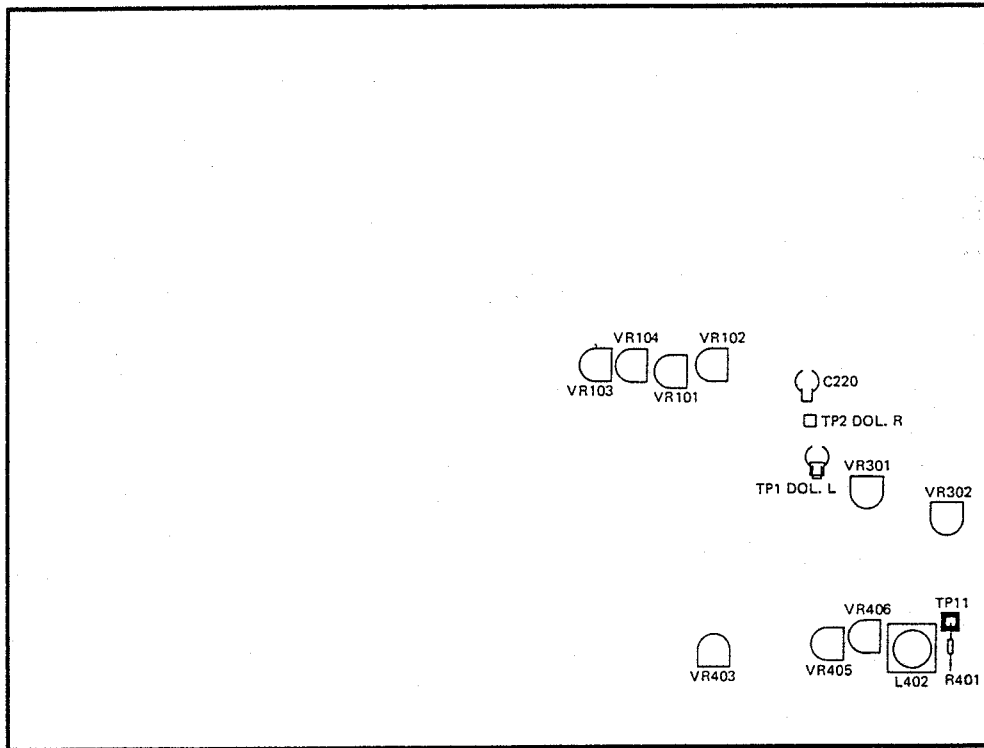 VR104
VR102
VR103
VR101
C220
TP2 DOL. R
TP1 DOL. L
VR301
VR302
VR406
TP11
VR403
VR405
L402
R401